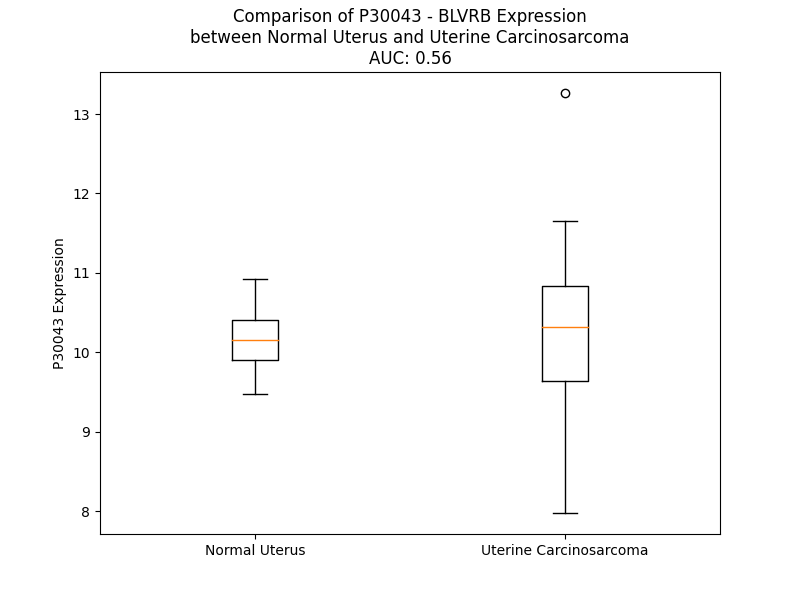 Comparison of P30043 - BLVRB Expression
between Normal Uterus and Uterine Carcinosarcoma
AUC: 0.56
P30043 Expression
13
12
11
10
9
8
Normal Uterus
Uterine Carcinosarcoma